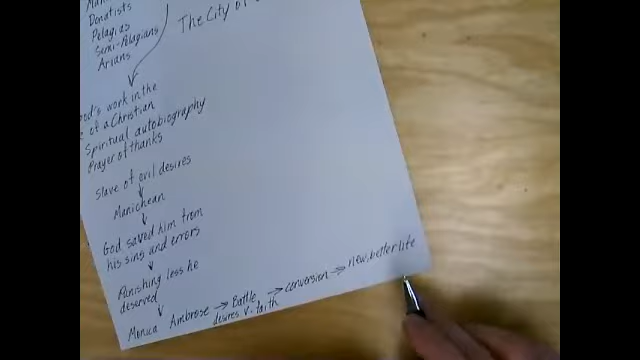 Donatists
Pelagias
Semi-Pelagians
Arians
The City of
work in the
of a Christian
Spiritual autobiography
Prayer of thanks
Slave of evil desires
Manichean
God saved him from
his sins and errors
Punishing less he
deserved
Monica Ambrose → Battle → conversion → new, better life
desires v. faith